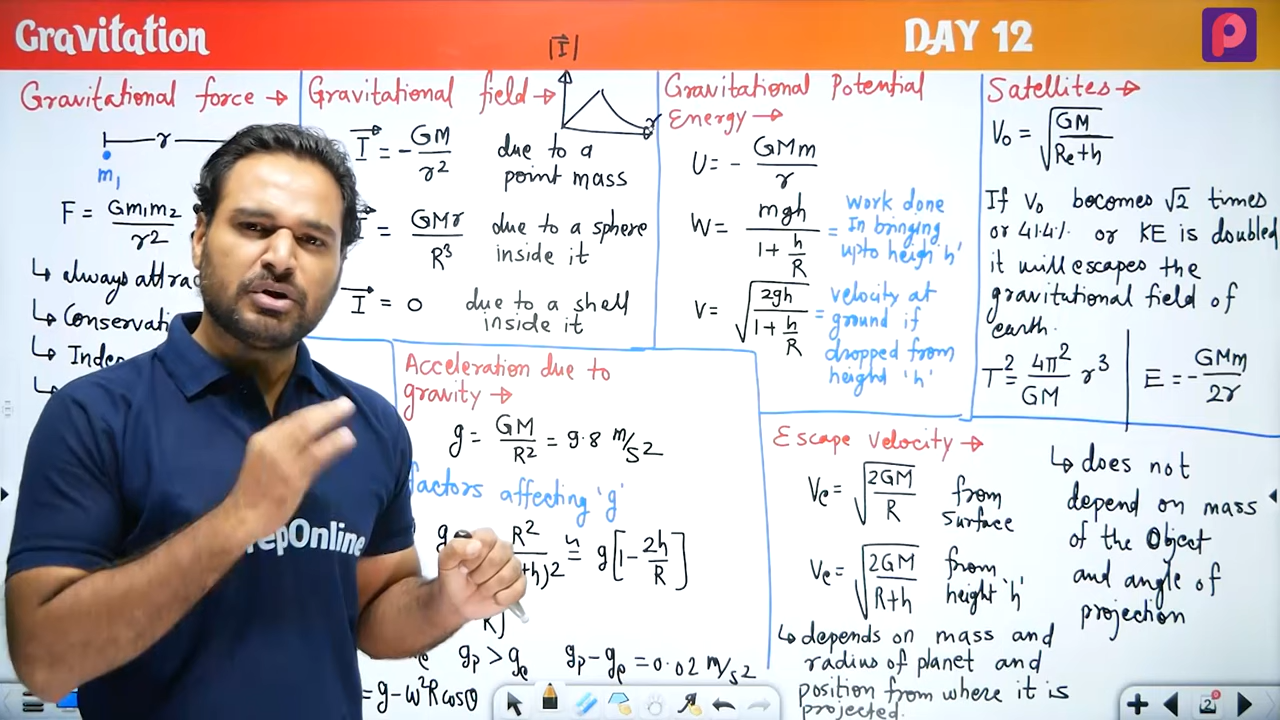 Gravitation
DAY 12
Gravitational force →
r
m₁
F = Gm₁m₂/r²
↳ always attrac
↳ Conservati
↳ Inde
Gravitational field →
|I⃗|
r
I⃗ = - GM/r² due to a
point mass
I⃗ = GMr/R³ due to a sphere
inside it
I⃗ = 0 due to a shell
inside it
Gravitational Potential
Energy →
U = - GMm/r
W = mgh/(1+h/R) = work done
In bringing
upto heigh 'h'
V = √(2gh/(1+h/R)) = velocity at
ground if
dropped from
height 'h'
Satellites →
V₀ = √(GM/(Re+h))
If V₀ becomes √2 times
or 41.4% or KE is doubled
it will escapes the
gravitational field of
earth.
T² = 4π²/GM r³
E = - GMm/2r
Acceleration due to
gravity →
g = GM/R² = 9.8 m/s²
factors affecting 'g'
R²
+h)² = g[1 - 2h/R]
gp > ge gp - ge = 0.02 m/s²
= g - ω²Rcosθ
Escape velocity →
Ve = √(2GM/R) from
surface
Ve = √(2GM/(R+h)) from
height 'h'
↳ depends on mass and
radius of planet and
position from where it is
projected.
↳ does not
depend on mass
of the Object
and angle of
projection
repOnline
2